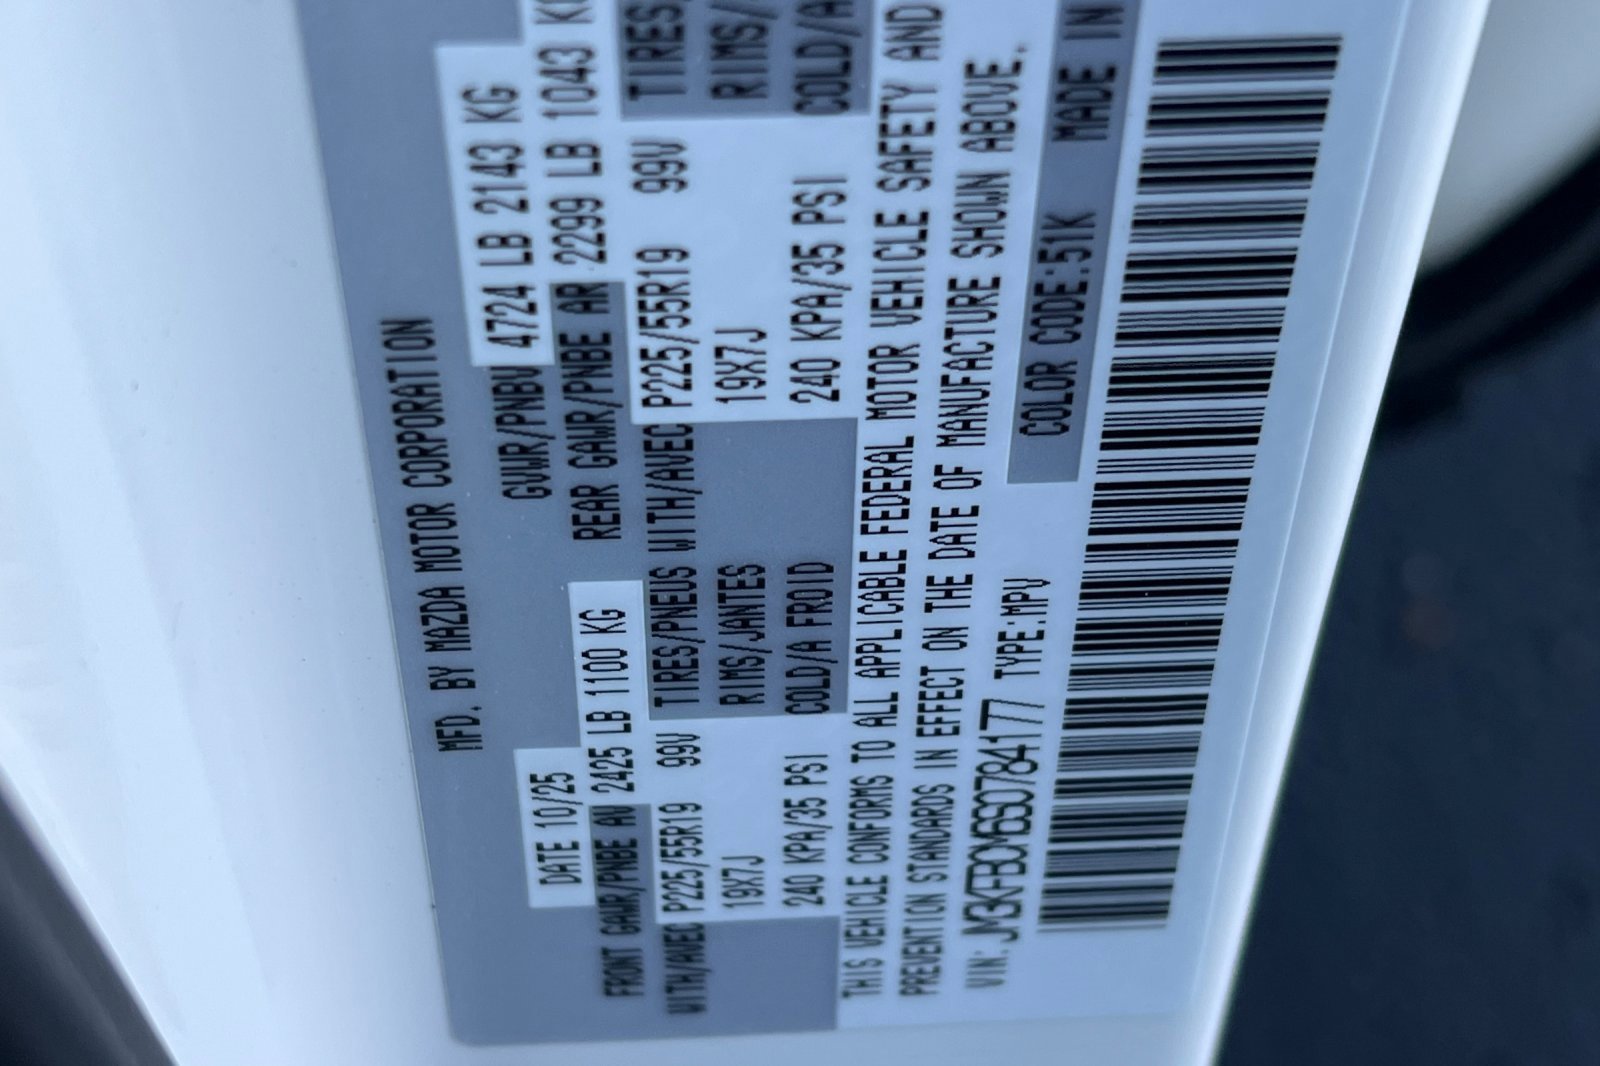 MFD. BY MAZDA MOTOR CORPORATION
DATE 10/25 GVWR/PNBV 4724 LB 2143 KG
FRONT GAWR/PNBE AV 2425 LB 1100 KG REAR GAWR/PNBE AR 2299 LB 1043 KG
WITH/AVEC P225/55R19 99V TIRES/PNEUS WITH/AVEC P225/55R19 99V TIRES/
19X7J RIMS/JANTES 19X7J RIMS/
240 KPA/35 PSI COLD/A FROID 240 KPA/35 PSI COLD/A
THIS VEHICLE CONFORMS TO ALL APPLICABLE FEDERAL MOTOR VEHICLE SAFETY AND
PREVENTION STANDARDS IN EFFECT ON THE DATE OF MANUFACTURE SHOWN ABOVE.
VIN: JM3KFBCM6S0784177 TYPE:MPV COLOR CODE:51K MADE IN